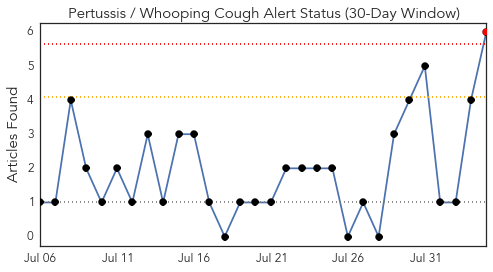 Pertussis / Whooping Cough Alert Status (30-Day Window)
Articles Found
6
5
4
3
2
1
0
Jul 06 Jul 11 Jul 16 Jul 21 Jul 26 Jul 31